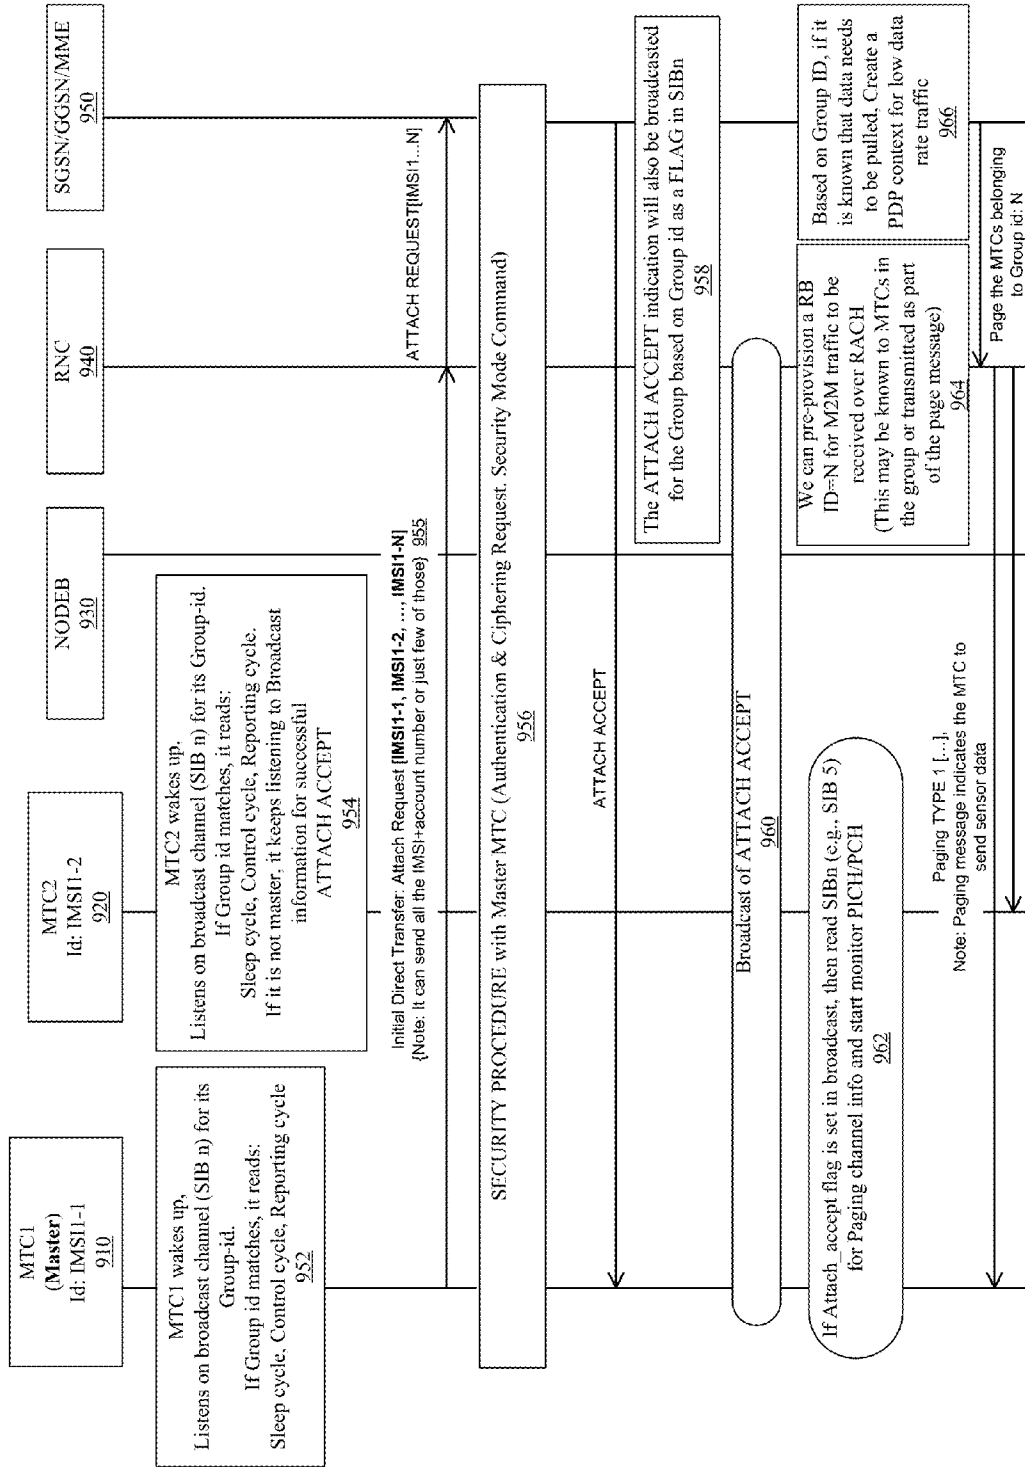 MTC1
(Master)
Id: IMSI1-1
910
MTC2
Id: IMSI1-2
920
NODEB
930
RNC
940
SGSN/GGSN/MME
950
MTC1 wakes up,
Listens on broadcast channel (SIB n) for its
Group-id.
If Group id matches, it reads:
Sleep cycle, Control cycle, Reporting cycle
952
MTC2 wakes up.
Listens on broadcast channel (SIB n) for its Group-id.
If Group id matches, it reads:
Sleep cycle, Control cycle, Reporting cycle.
If it is not master, it keeps listening to Broadcast
information for successful
ATTACH ACCEPT
954
Initial Direct Transfer: Attach Request [IMSI1-1, IMSI1-2, ..., IMSI1-N]
{Note: It can send all the IMSI+account number or just few of those} 955
ATTACH REQUEST[IMSI1...N]
SECURITY PROCEDURE with Master MTC (Authentication & Ciphering Request, Security Mode Command)
956
ATTACH ACCEPT
The ATTACH ACCEPT indication will also be broadcasted
for the Group based on Group id as a FLAG in SIBn
958
Broadcast of ATTACH ACCEPT
960
If Attach_accept flag is set in broadcast, then read SIBn (e.g., SIB 5)
for Paging channel info and start monitor PICH/PCH
962
We can pre-provision a RB
ID=N for M2M traffic to be
received over RACH
(This may be known to MTCs in
the group or transmitted as part
of the page message)
964
Based on Group ID, if it
is known that data needs
to be pulled, Create a
PDP context for low data
rate traffic
966
Page the MTCs belonging
to Group id: N
Paging TYPE 1 [...],
Note: Paging message indicates the MTC to
send sensor data